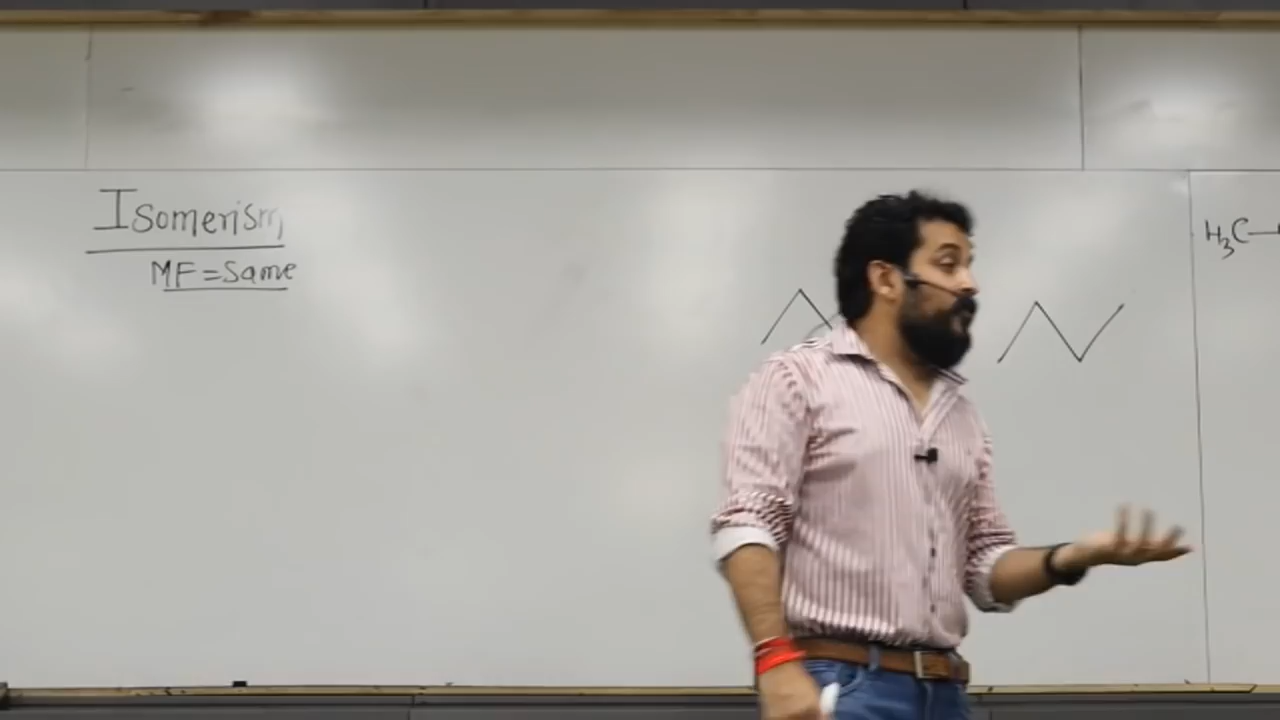 Isomerism
MF = Same
H₃C—